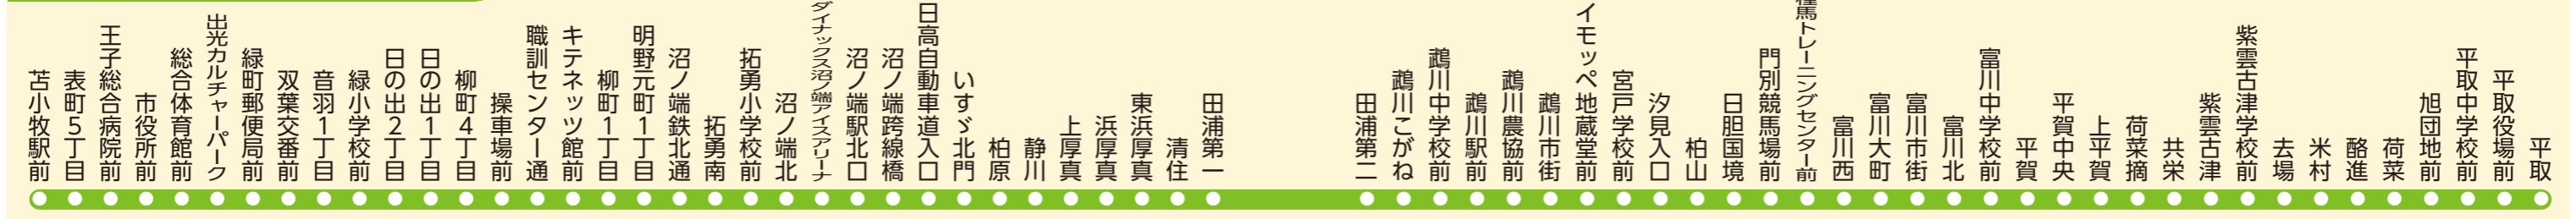 苫小牧駅前
表町5丁目
王子総合病院前
市役所前
総合体育館前
出光カルチャーパーク
緑町郵便局前
双葉交番前
音羽1丁目
緑小学校前
日の出2丁目
日の出1丁目
柳町4丁目
操車場前
職訓センター通
キテネッツ館前
柳町1丁目
明野元町1丁目
沼ノ端鉄北通
拓勇南
拓勇小学校前
沼ノ端北
ダイナックス沼ノ端アイスアリーナ
沼ノ端駅北口
沼ノ端跨線橋
日高自動車道入口
いすゞ北門
柏原
静川
上厚真
浜厚真
東浜厚真
清住
田浦第一
田浦第二
鵡川こがね
鵡川中学校前
鵡川駅前
鵡川農協前
鵡川市街
イモッペ地蔵堂前
宮戸学校前
汐見入口
柏山
日胆国境
門別競馬場前
種馬トレーニングセンター前
富川西
富川大町
富川市街
富川北
富川中学校前
平賀
平賀中央
上平賀
荷菜摘
共栄
紫雲古津
紫雲古津学校前
去場
米村
酪進
荷菜
旭団地前
平取中学校前
平取役場前
平取